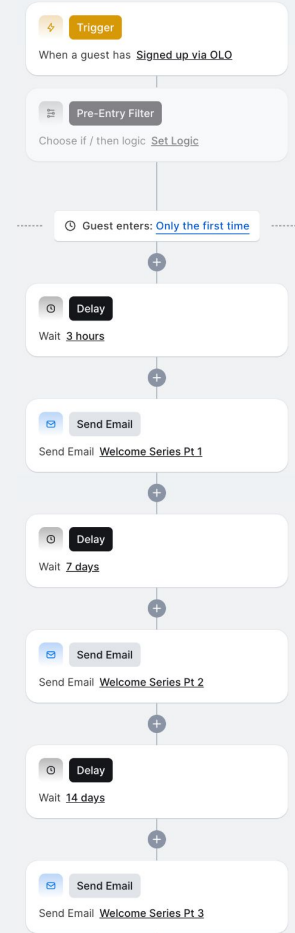 Trigger
When a guest has Signed up via OLO
Pre-Entry Filter
Choose if / then logic Set Logic
Guest enters: Only the first time
Delay
Wait 3 hours
Send Email
Send Email Welcome Series Pt 1
Delay
Wait 7 days
Send Email
Send Email Welcome Series Pt 2
Delay
Wait 14 days
Send Email
Send Email Welcome Series Pt 3